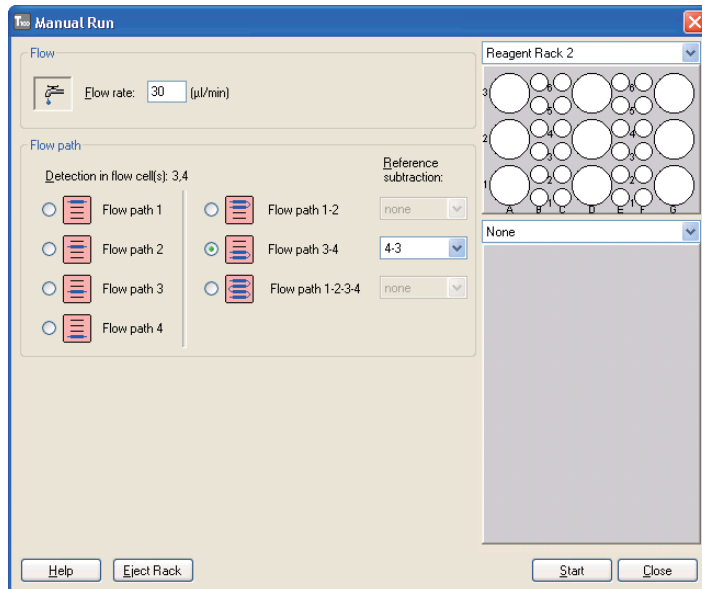 T100 Manual Run
Flow
Flow rate: 30 (µl/min)
Flow path
Detection in flow cell(s): 3,4
Reference
subtraction:
Flow path 1
Flow path 1-2
none
Flow path 2
Flow path 3-4
4-3
Flow path 3
Flow path 1-2-3-4
none
Flow path 4
Reagent Rack 2
3
6
6
5
5
2
4
4
3
3
1
2
2
1
1
A B C D E F G
None
Help
Eject Rack
Start
Close